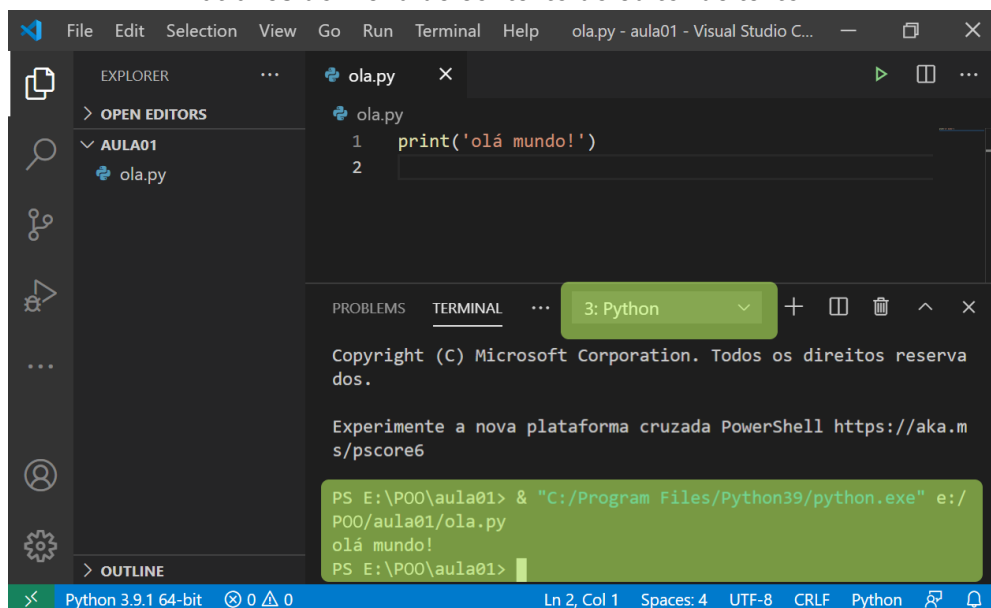 File Edit Selection View Go Run Terminal Help ola.py - aula01 - Visual Studio C...
EXPLORER
OPEN EDITORS
AULA01
ola.py
ola.py
ola.py
1 print('olá mundo!')
2
PROBLEMS TERMINAL ... 3: Python
Copyright (C) Microsoft Corporation. Todos os direitos reserva
dos.
Experimente a nova plataforma cruzada PowerShell https://aka.m
s/pscore6
PS E:\POO\aula01> & "C:/Program Files/Python39/python.exe" e:/
POO/aula01/ola.py
olá mundo!
PS E:\POO\aula01>
OUTLINE
Python 3.9.1 64-bit 0 0 Ln 2, Col 1 Spaces: 4 UTF-8 CRLF Python